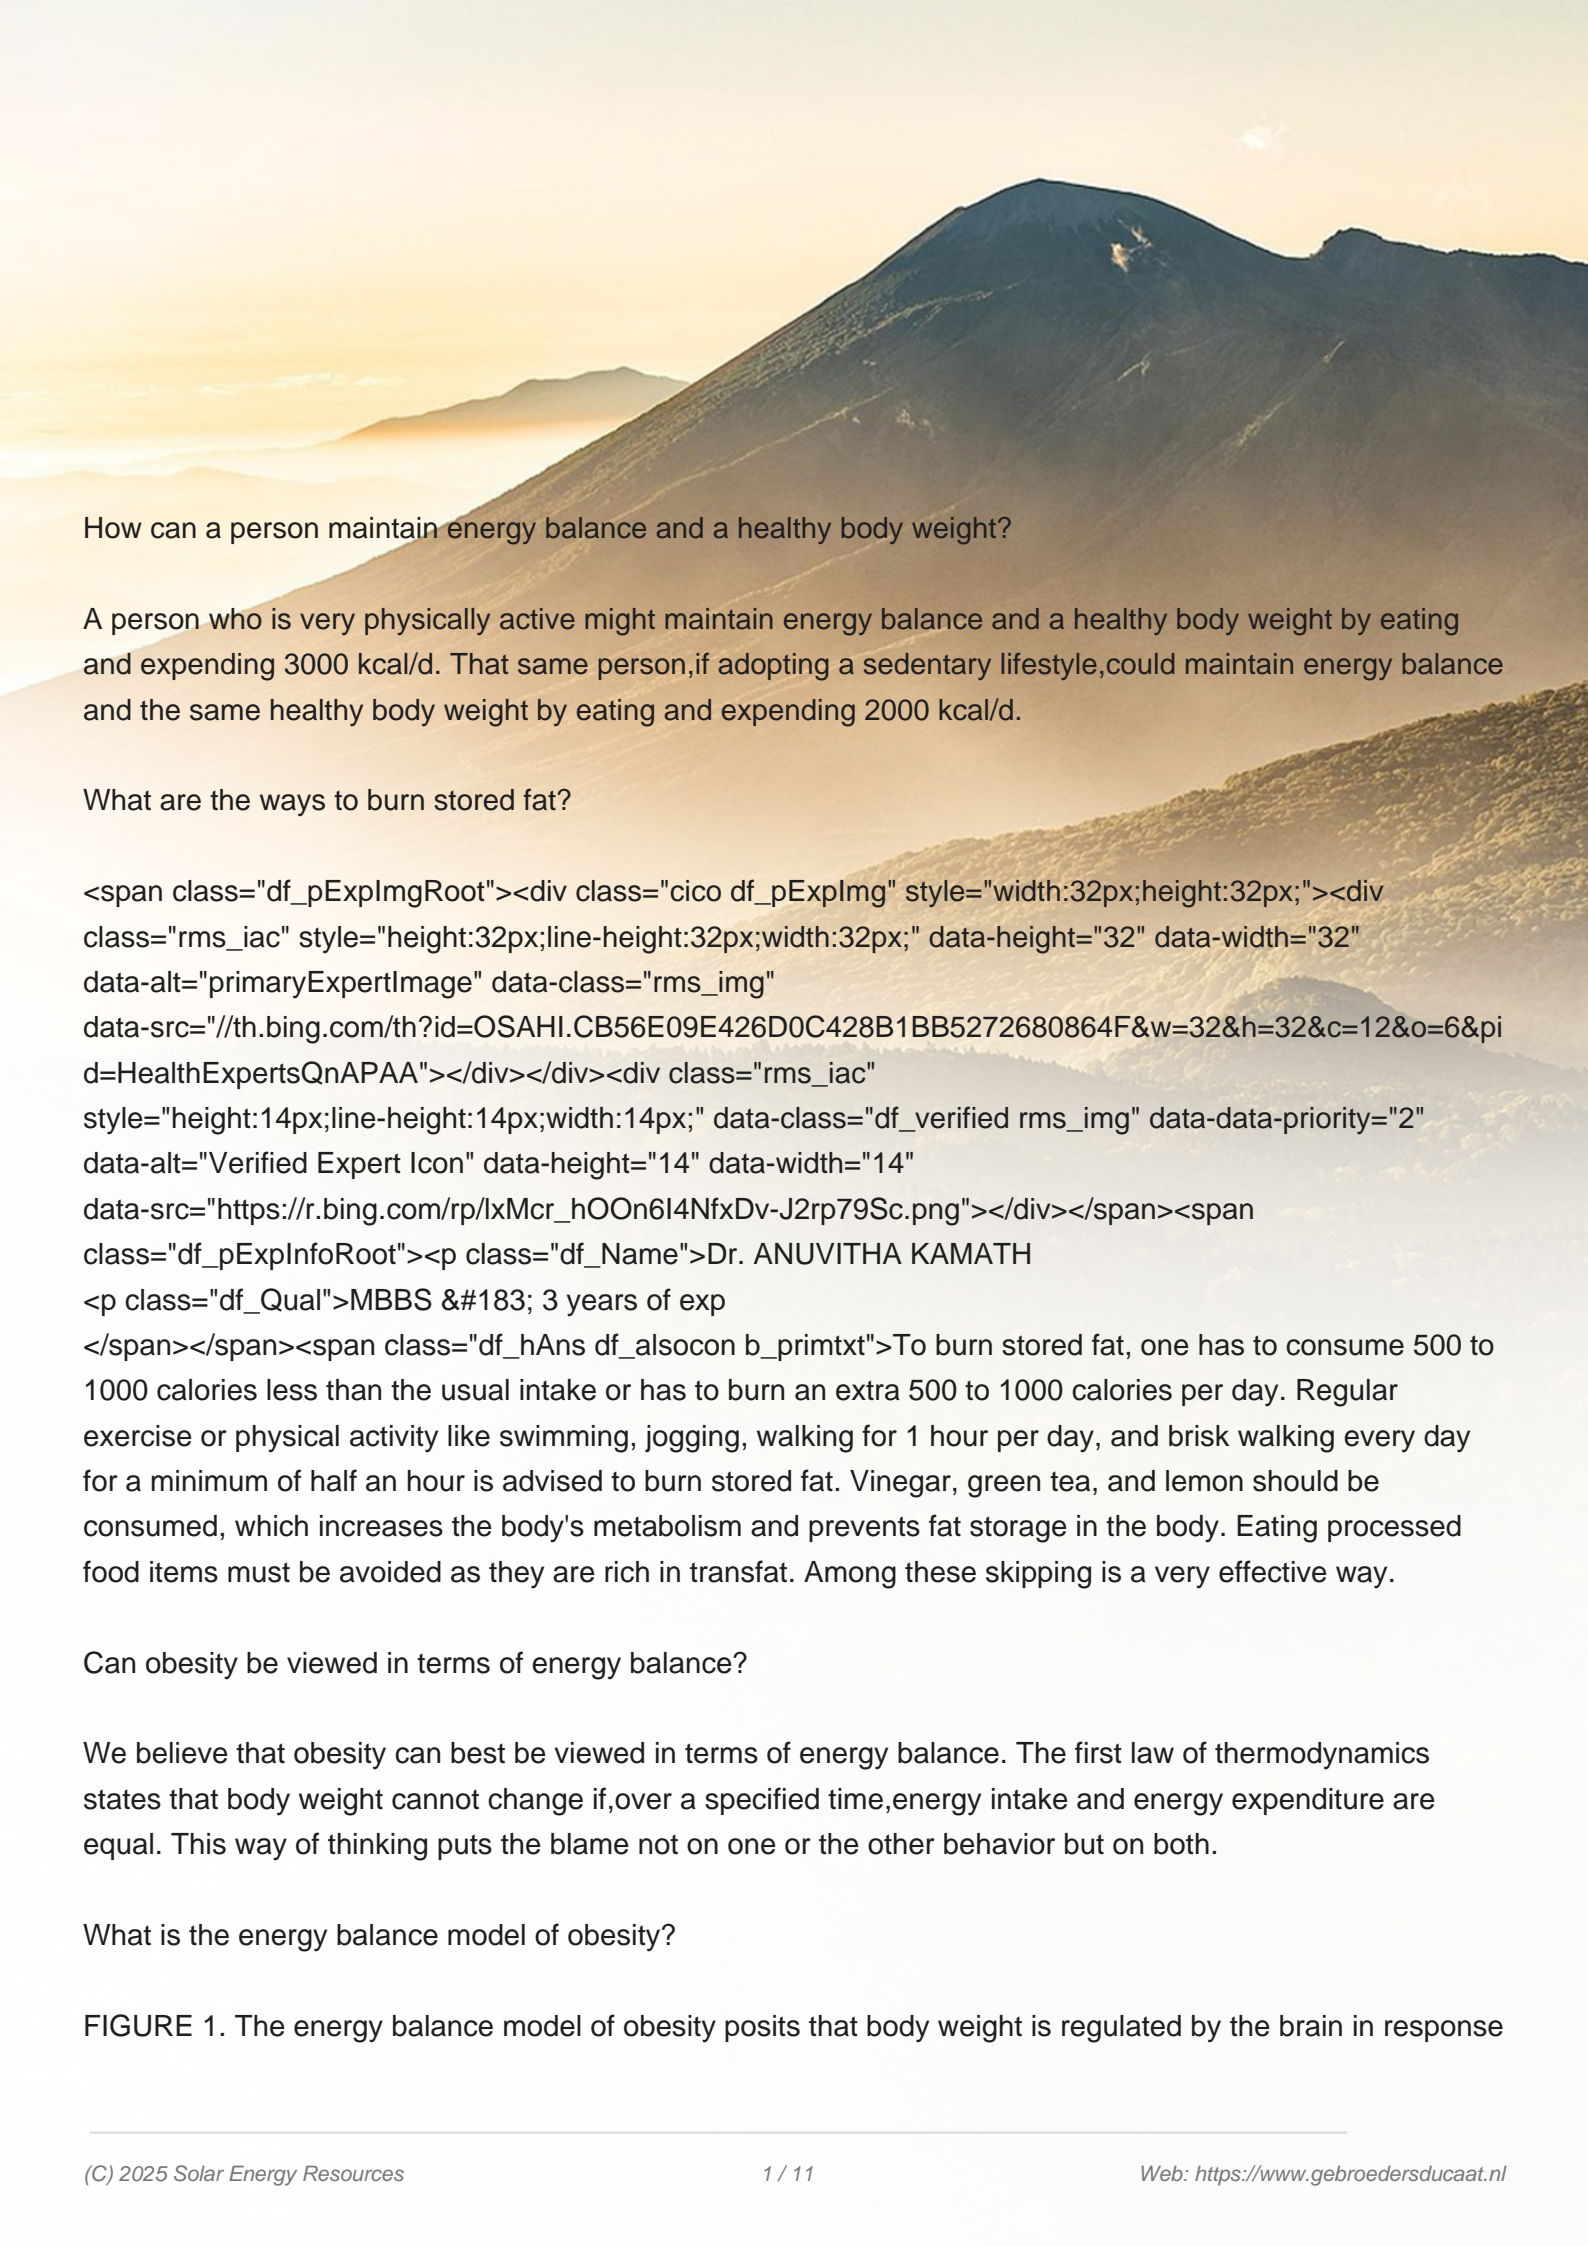 How can a person maintain energy balance and a healthy body weight?
A person who is very physically active might maintain energy balance and a healthy body weight by eating
and expending 3000 kcal/d. That same person,if adopting a sedentary lifestyle,could maintain energy balance
and the same healthy body weight by eating and expending 2000 kcal/d.
What are the ways to burn stored fat?
<span class="df_pExpImgRoot"><div class="cico df_pExpImg" style="width:32px;height:32px;"><div
class="rms_iac" style="height:32px;line-height:32px;width:32px;" data-height="32" data-width="32"
data-alt="primaryExpertImage" data-class="rms_img"
data-src="//th.bing.com/th?id=OSAHI.CB56E09E426D0C428B1BB5272680864F&w=32&h=32&c=12&o=6&pi
d=HealthExpertsQnAPAA"></div></div><div class="rms_iac"
style="height:14px;line-height:14px;width:14px;" data-class="df_verified rms_img" data-data-priority="2"
data-alt="Verified Expert Icon" data-height="14" data-width="14"
data-src="https://r.bing.com/rp/lxMcr_hOOn6I4NfxDv-J2rp79Sc.png"></div></span><span
class="df_pExpInfoRoot"><p class="df_Name">Dr. ANUVITHA KAMATH
<p class="df_Qual">MBBS &#183; 3 years of exp
</span></span><span class="df_hAns df_alsocon b_primtxt">To burn stored fat, one has to consume 500 to
1000 calories less than the usual intake or has to burn an extra 500 to 1000 calories per day. Regular
exercise or physical activity like swimming, jogging, walking for 1 hour per day, and brisk walking every day
for a minimum of half an hour is advised to burn stored fat. Vinegar, green tea, and lemon should be
consumed, which increases the body's metabolism and prevents fat storage in the body. Eating processed
food items must be avoided as they are rich in transfat. Among these skipping is a very effective way.
Can obesity be viewed in terms of energy balance?
We believe that obesity can best be viewed in terms of energy balance. The first law of thermodynamics
states that body weight cannot change if,over a specified time,energy intake and energy expenditure are
equal. This way of thinking puts the blame not on one or the other behavior but on both.
What is the energy balance model of obesity?
FIGURE 1. The energy balance model of obesity posits that body weight is regulated by the brain in response
(C) 2025 Solar Energy Resources
1 / 11
Web: https://www.gebroedersducaat.nl